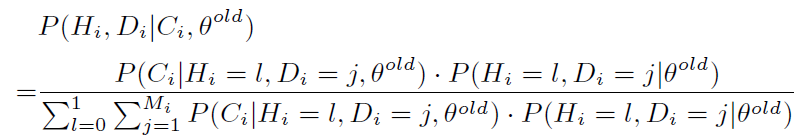 P(H_i, D_i|C_i, θ^{old})
= \frac{P(C_i|H_i = l, D_i = j, θ^{old}) · P(H_i = l, D_i = j|θ^{old})}{\sum_{l=0}^{1} \sum_{j=1}^{M_i} P(C_i|H_i = l, D_i = j, θ^{old}) · P(H_i = l, D_i = j|θ^{old})}